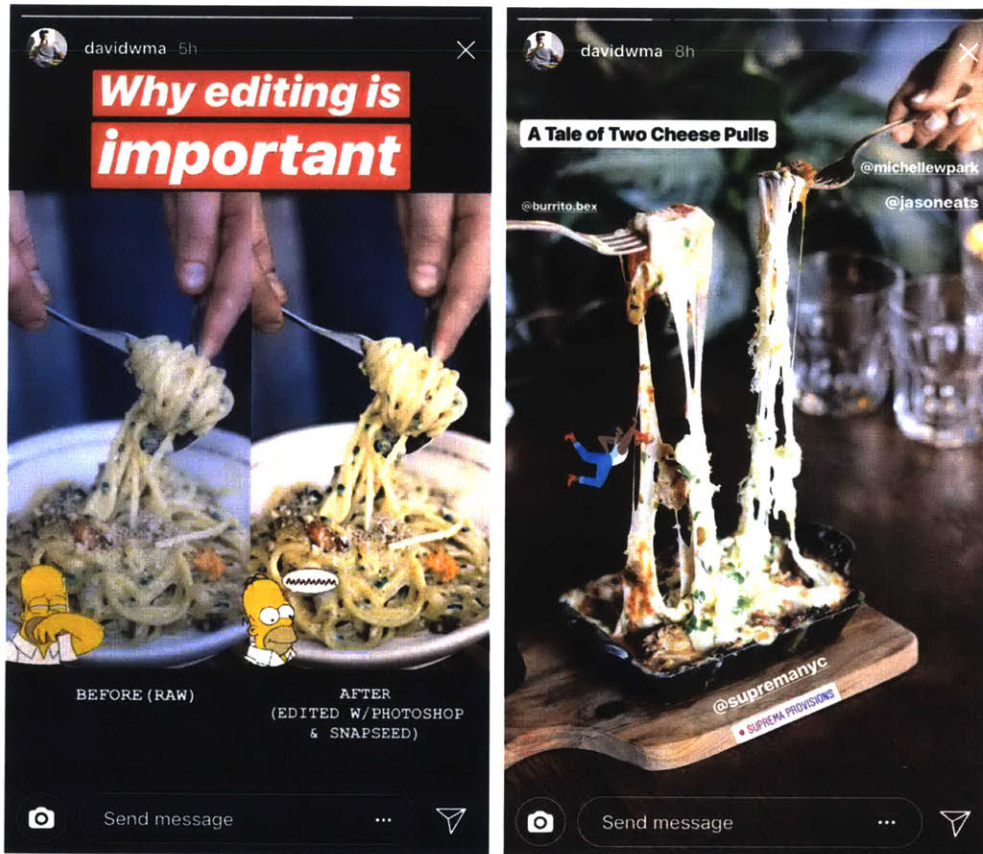 davidwma 5h
Why editing is
important
BEFORE (RAW)
AFTER
(EDITED W/PHOTOSHOP
& SNAPSEED)
Send message
davidwma 8h
A Tale of Two Cheese Pulls
@michellewpark
@jasoneats
@burrito.bex
@supremanyc
SUPREMA PROVISIONS
Send message